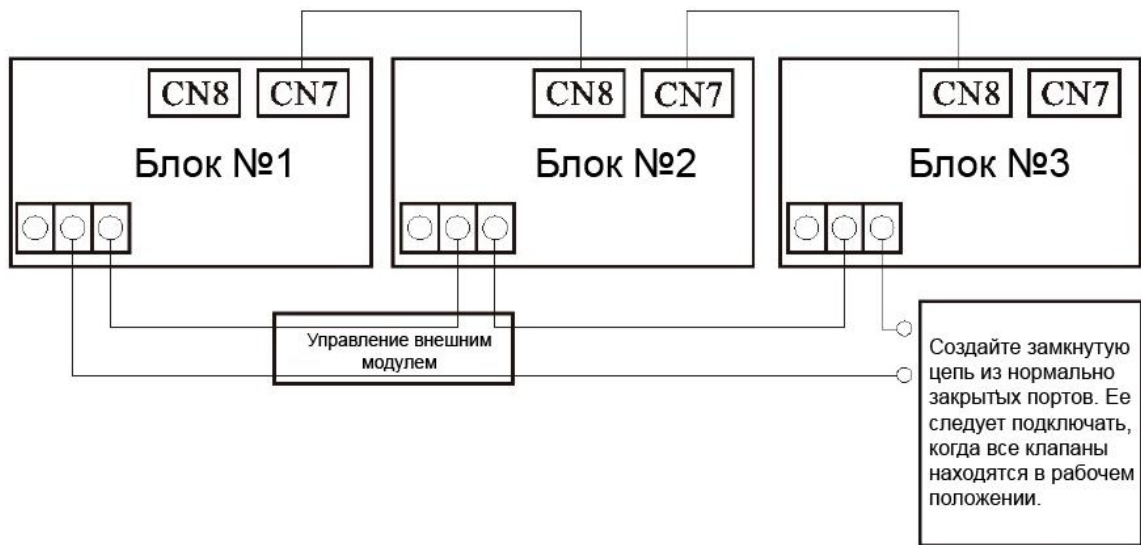 CN8 CN7
CN8 CN7
CN8 CN7
Блок №1
Блок №2
Блок №3
Управление внешним
модулем
Создайте замкнутую
цепь из нормально
закрытых портов. Ее
следует подключать,
когда все клапаны
находятся в рабочем
положении.